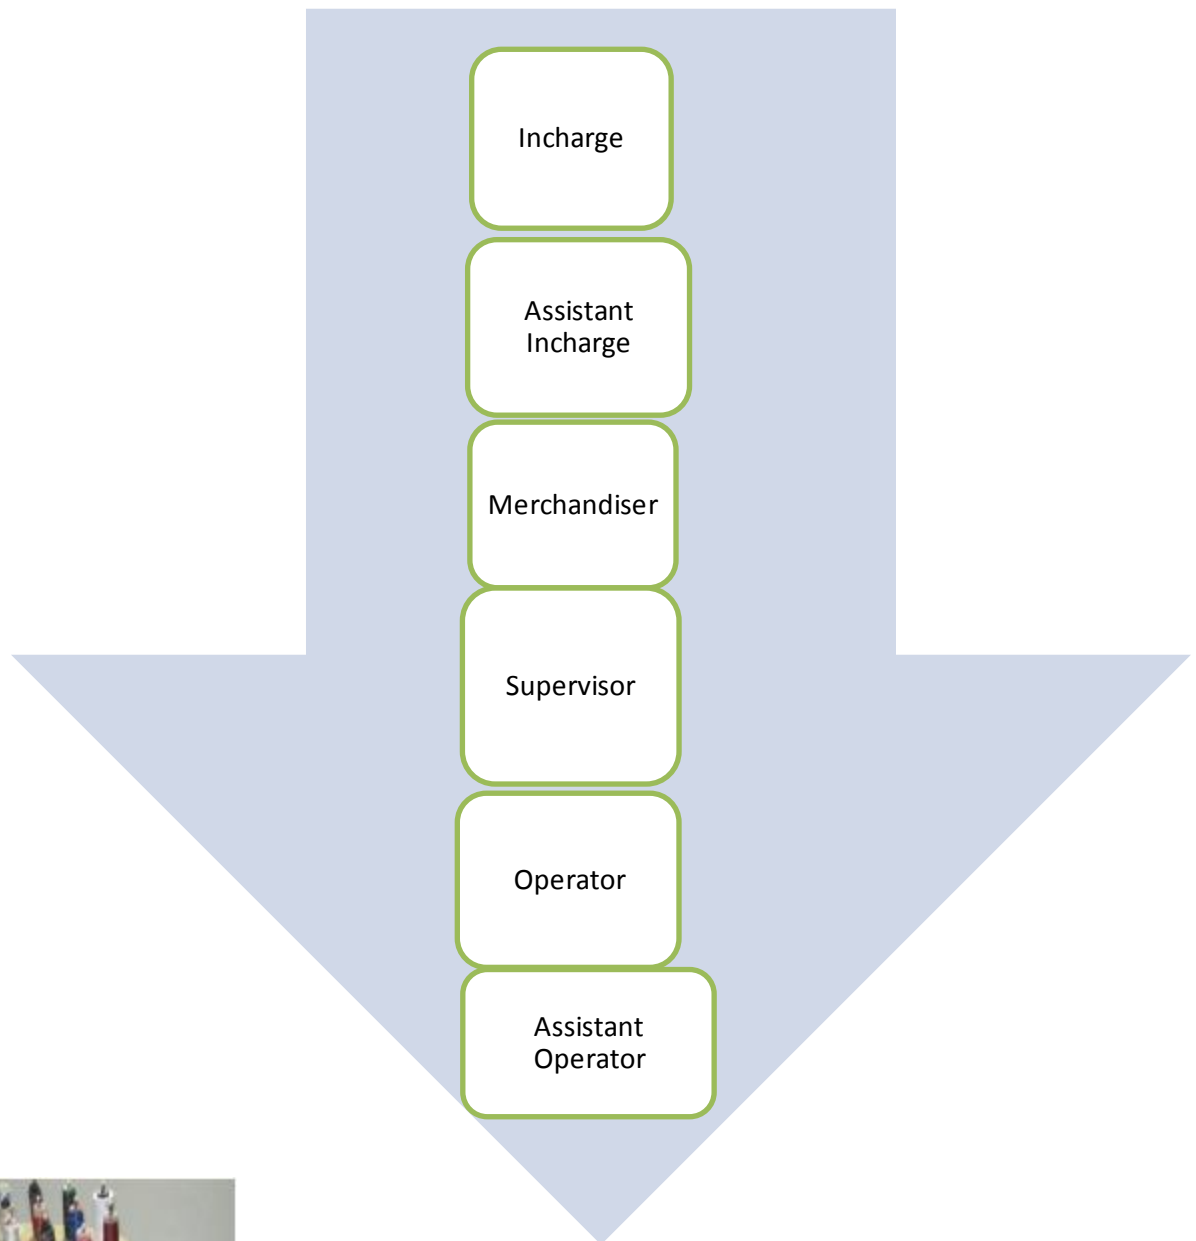 Incharge
Assistant
Incharge
Merchandiser
Supervisor
Operator
Assistant
Operator